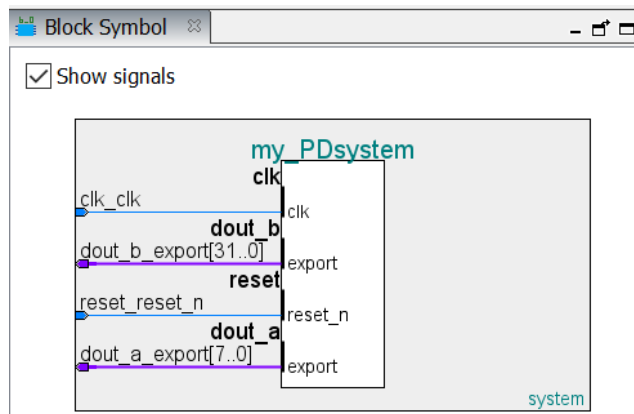 Block Symbol
Show signals
my_PDsystem
clk
clk_clk
clk
dout_b
dout_b_export[31..0]
export
reset
reset_reset_n
reset_n
dout_a
dout_a_export[7..0]
export
system